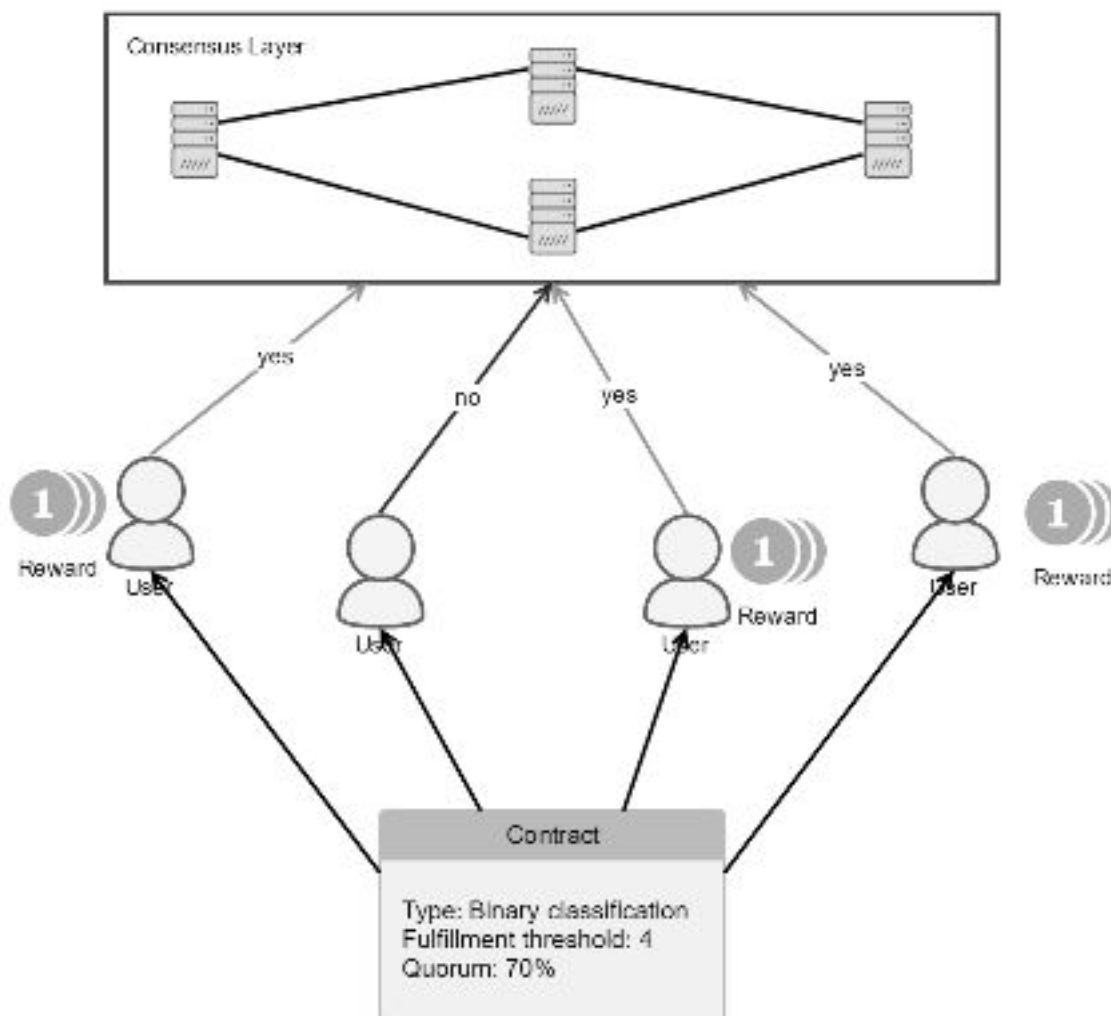 Consensus Layer
yes
no
yes
yes
1
Reward
User
User
User
1
Reward
User
1
Reward
Contract
Type: Binary classification
Fulfillment threshold: 4
Quorum: 70%